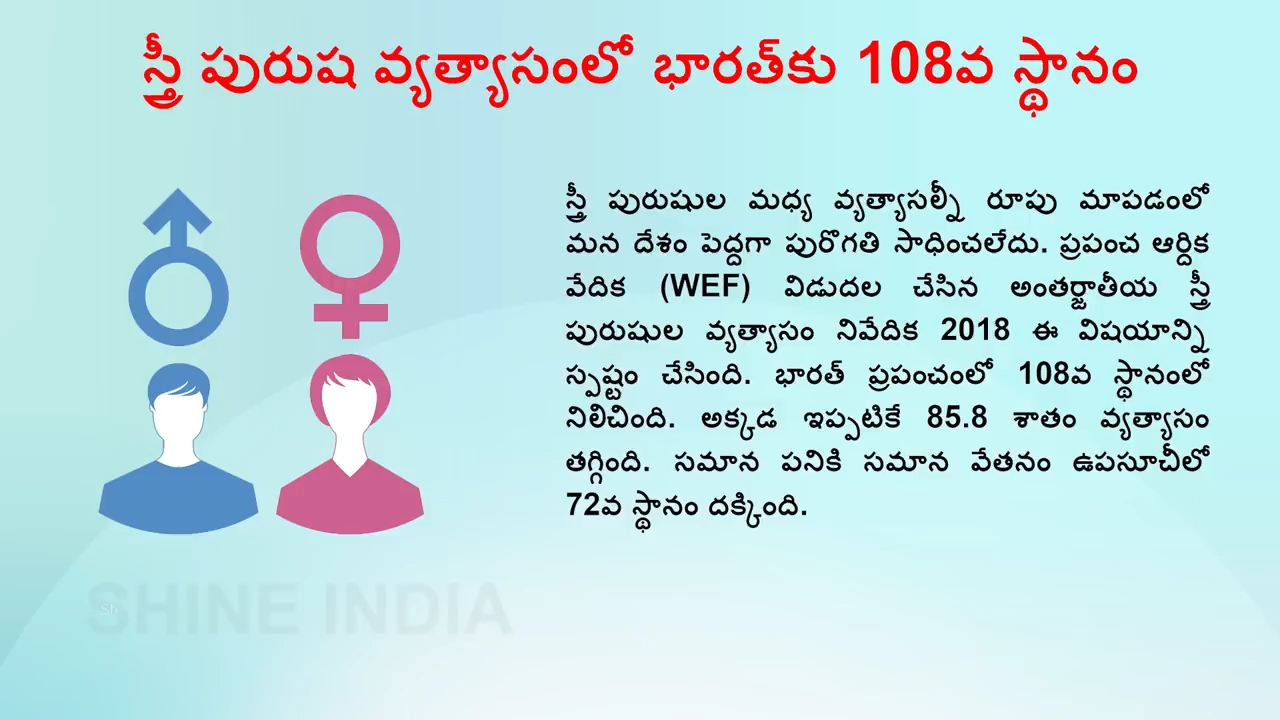 స్త్రీ పురుష వ్యత్యాసంలో భారత్‌కు 108వ స్థానం
స్త్రీ పురుషుల మధ్య వ్యత్యాసల్నీ రూపు మాపడంలో
మన దేశం పెద్దగా పురొగతి సాధించలేదు. ప్రపంచ ఆర్దిక
వేదిక (WEF) విడుదల చేసిన అంతర్జాతీయ స్త్రీ
పురుషుల వ్యత్యాసం నివేదిక 2018 ఈ విషయాన్ని
స్పష్టం చేసింది. భారత్ ప్రపంచంలో 108వ స్థానంలో
నిలిచింది. అక్కడ ఇప్పటికే 85.8 శాతం వ్యత్యాసం
తగ్గింది. సమాన పనికి సమాన వేతనం ఉపసూచీలో
72వ స్థానం దక్కింది.
SHINE INDIA
Sh